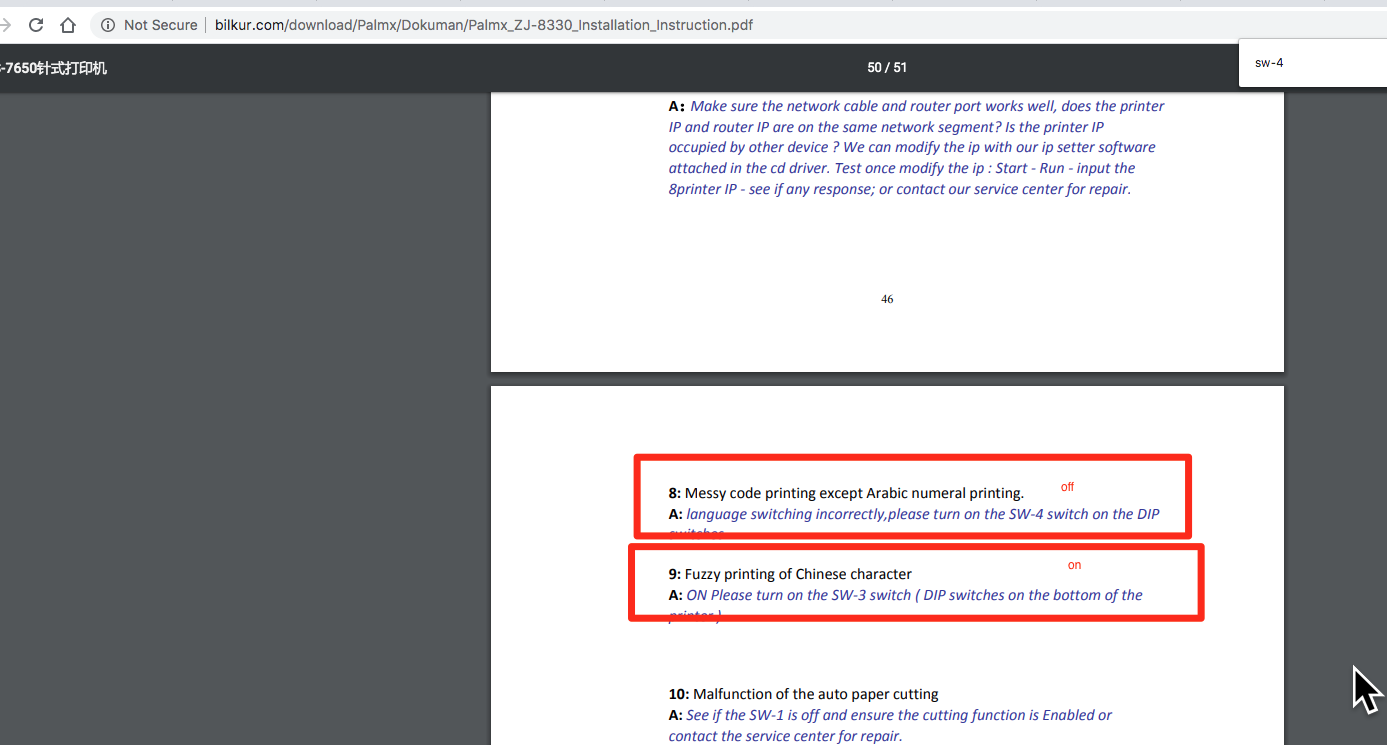 Not Secure | bilkur.com/download/Palmx/Dokuman/Palmx_ZJ-8330_Installation_Instruction.pdf
-7650针式打印机
50 / 51
sw-4
A: Make sure the network cable and router port works well, does the printer
IP and router IP are on the same network segment? Is the printer IP
occupied by other device ? We can modify the ip with our ip setter software
attached in the cd driver. Test once modify the ip : Start - Run - input the
8printer IP - see if any response; or contact our service center for repair.
46
8: Messy code printing except Arabic numeral printing.
off
A: language switching incorrectly,please turn on the SW-4 switch on the DIP
switches
9: Fuzzy printing of Chinese character
on
A: ON Please turn on the SW-3 switch ( DIP switches on the bottom of the
printer )
10: Malfunction of the auto paper cutting
A: See if the SW-1 is off and ensure the cutting function is Enabled or
contact the service center for repair.